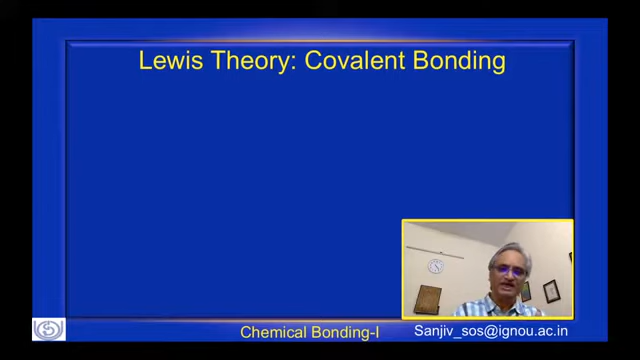 Lewis Theory: Covalent Bonding
Chemical Bonding-I
Sanjiv_sos@ignou.ac.in